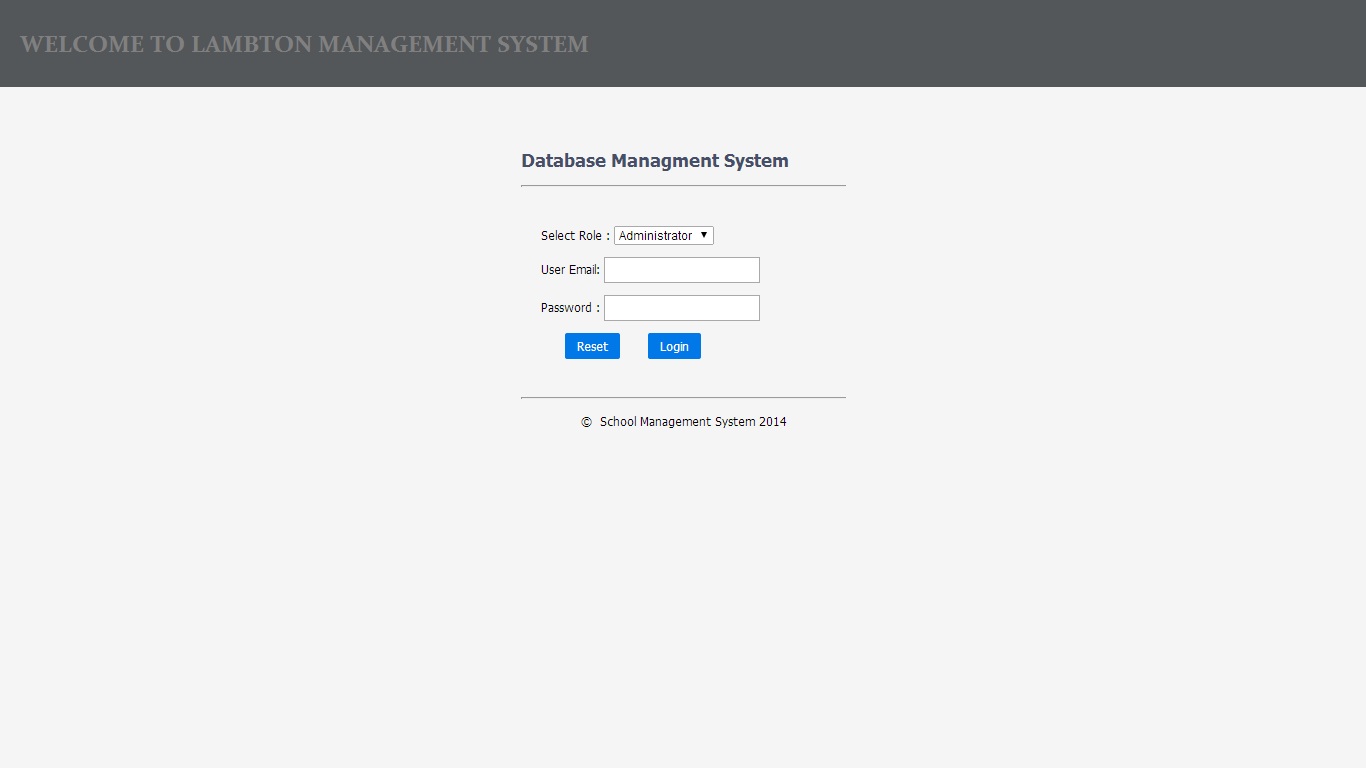 WELCOME TO LAMBTON MANAGEMENT SYSTEM
Database Managment System
Select Role : Administrator ▼
User Email:
Password :
Reset Login
© School Management System 2014